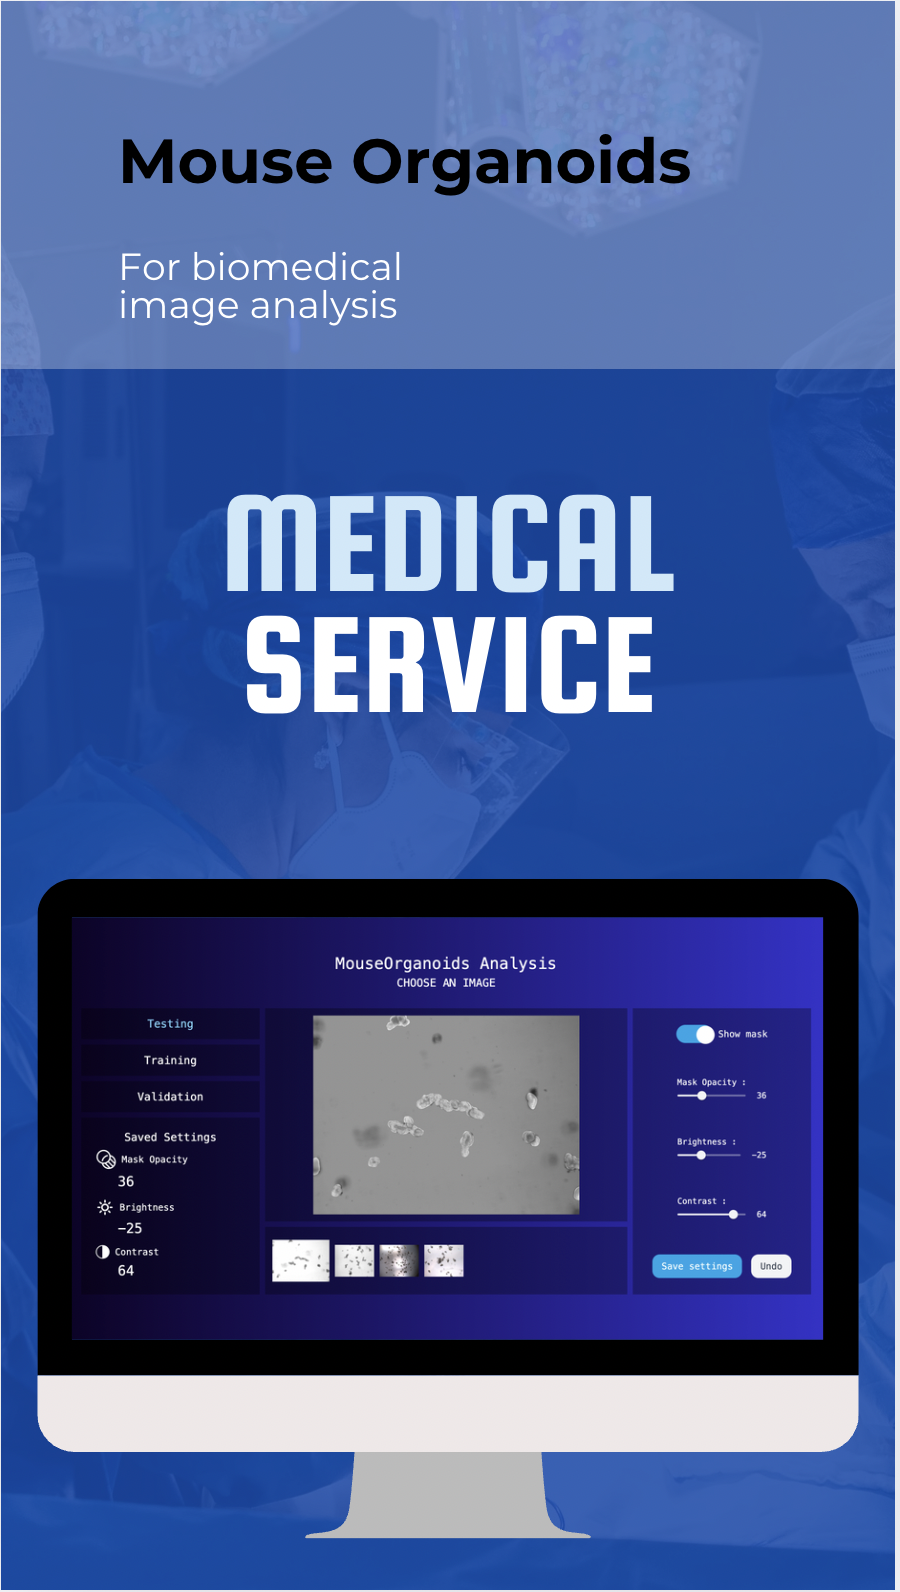 Mouse Organoids
For biomedical
image analysis
MEDICAL
SERVICE
MouseOrganoids Analysis
CHOOSE AN IMAGE
Testing
Training
Validation
Saved Settings
Mask Opacity
36
Brightness
−25
Contrast
64
Show mask
Mask Opacity :
36
Brightness :
−25
Contrast :
64
Save settings
Undo